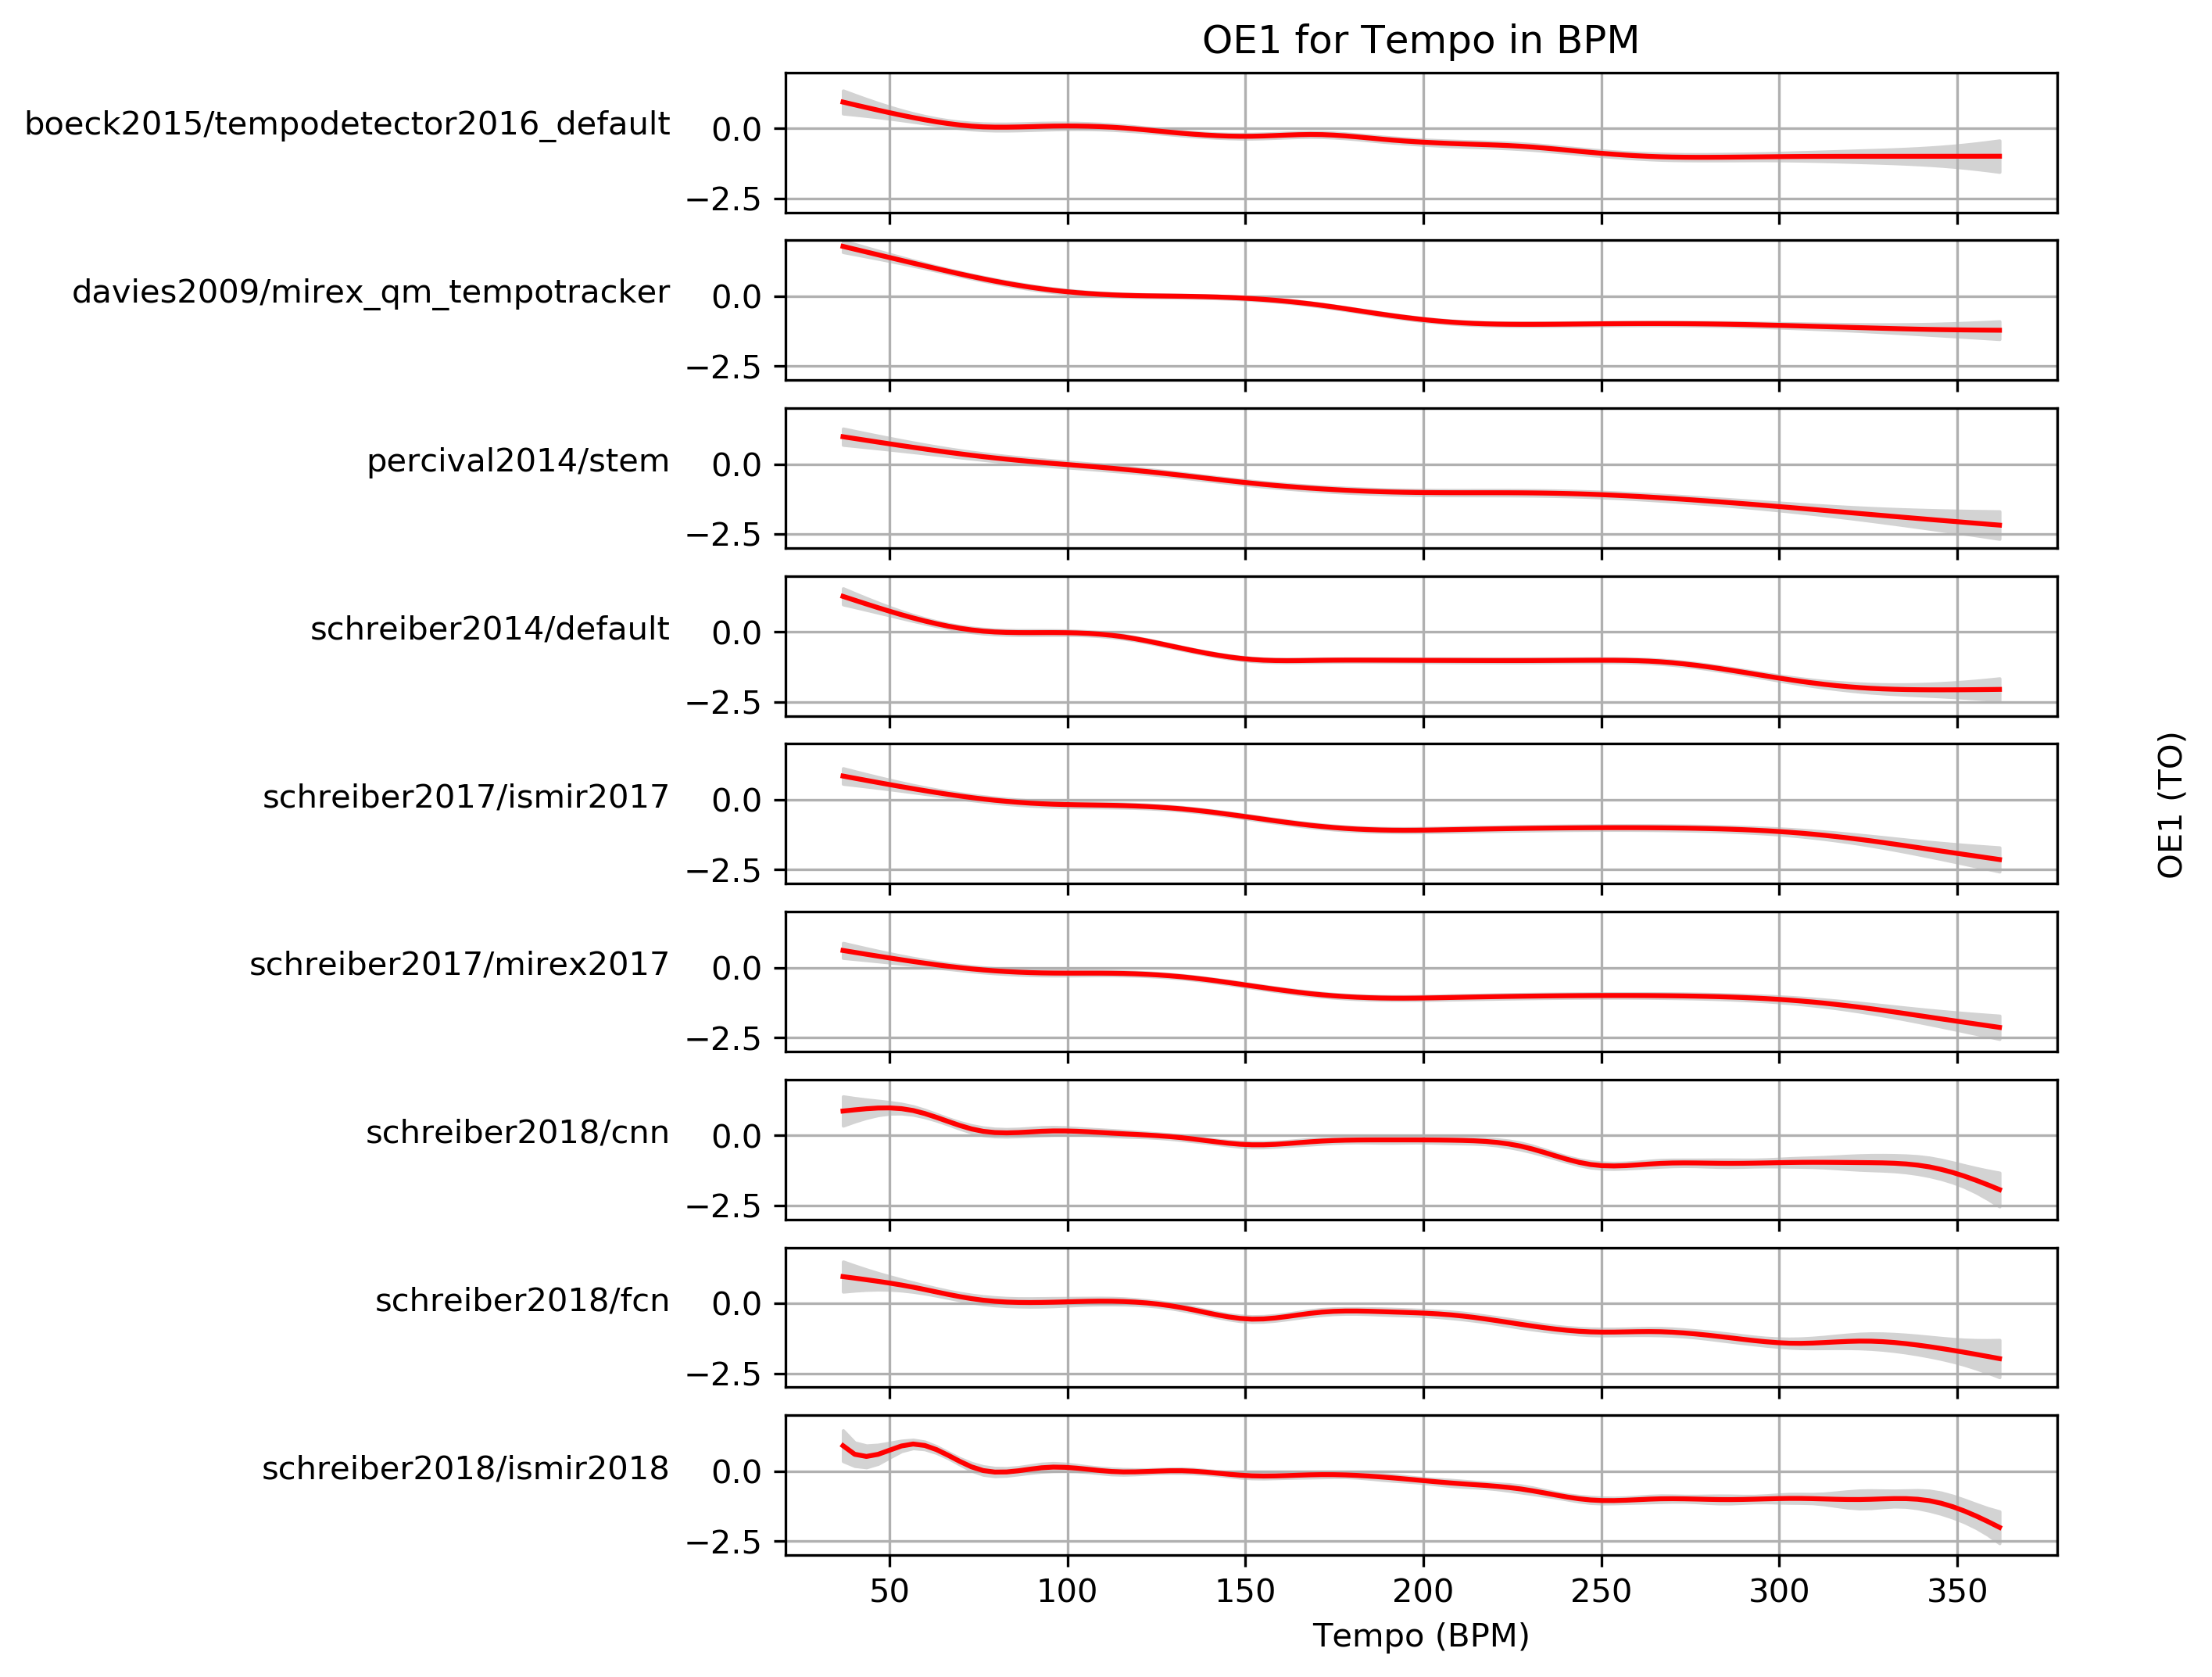 OE1 for Tempo in BPM
boeck2015/tempodetector2016_default
0.0
−2.5
davies2009/mirex_qm_tempotracker
0.0
−2.5
percival2014/stem
0.0
−2.5
schreiber2014/default
0.0
−2.5
schreiber2017/ismir2017
0.0
−2.5
schreiber2017/mirex2017
0.0
−2.5
schreiber2018/cnn
0.0
−2.5
schreiber2018/fcn
0.0
−2.5
schreiber2018/ismir2018
0.0
−2.5
50 100 150 200 250 300 350
Tempo (BPM)
OE1 (TO)